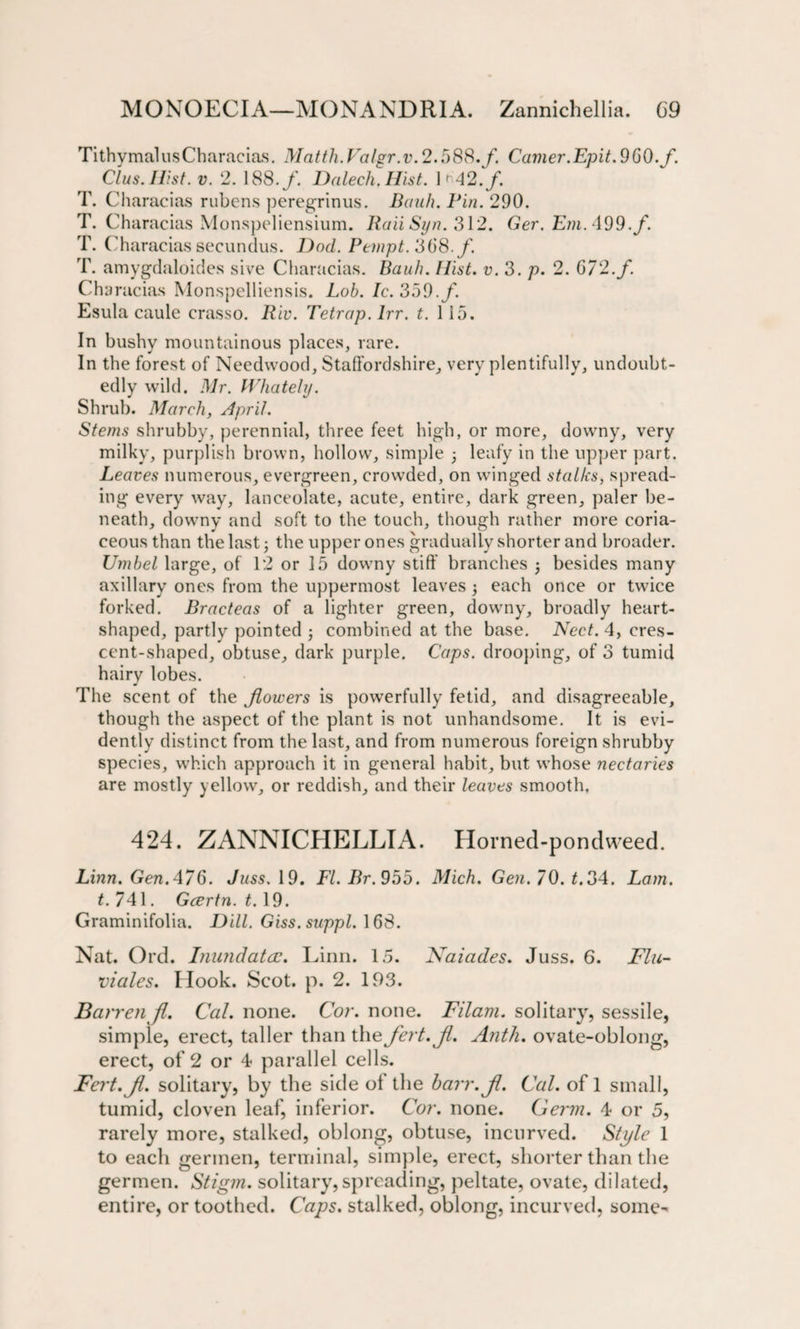 MONOECIA—MONANDRIA. Zannichellia. 69
TithymalusCharacias. Matth.Valgr.v.2.588.f. Camer.Epit.960.f.
Clus.Hist. v. 2. 188.f. Dalech.Hist. 1 42.f.
T. Characias rubens peregrinus. Bauh. Pin. 290.
T. Characias Monspeliensium. Raii Syn. 312. Ger. Em. 499.f.
T. Characias secundus. Dod. Pempt. 368. f.
T. amygdaloides sive Characias. Bauh. Hist. v. 3. p. 2. 672.f.
Characias Monspelliensis. Lob. Ic. 359.f.
Esula caule crasso. Riv. Tetrap. Irr. t. 115.
In bushy mountainous places, rare.
In the forest of Needwood, Staffordshire, very plentifully, undoubt-
edly wild. Mr. Whately.
Shrub. March, April.
Stems shrubby, perennial, three feet high, or more, downy, very
milky, purplish brown, hollow, simple ; leafy in the upper part.
Leaves numerous, evergreen, crowded, on winged stalks, spread-
ing every way, lanceolate, acute, entire, dark green, paler be-
neath, downy and soft to the touch, though rather more coria-
ceous than the last ; the upper ones gradually shorter and broader.
Umbel large, of 12 or 15 downy stiff branches ; besides many
axillary ones from the uppermost leaves ; each once or twice
forked. Bracteas of a lighter green, downy, broadly heart-
shaped, partly pointed ; combined at the base. Nect. 4, cres-
cent-shaped, obtuse, dark purple. Caps. drooping, of 3 tumid
hairy lobes.
The scent of the flowers is powerfully fetid, and disagreeable,
though the aspect of the plant is not unhandsome. It is evi-
dently distinct from the last, and from numerous foreign shrubby
species, which approach it in general habit, but whose nectaries
are mostly yellow, or reddish, and their leaves smooth.
424. ZANNICHELLIA. Horned-pondweed.
Linn. Gen.476. Juss. 19. Fl. Br. 955. Mich. Gen. 70. t.34. Lam.
t. 741. Gærtn. t. 19.
Graminifolia. Dill. Giss. suppl. 168.
Nat. Ord. Inundatæ. Linn. 15. Naiades. Juss. 6. Flu-
viales. Hook. Scot. p. 2. 193.
Barren fl. Cal. none. Cor. none. Filam. solitary, sessile,
simple, erect, taller than the fert. fl. Anth. ovate-oblong,
erect, of 2 or 4 parallel cells.
Fert. fl. solitary, by the side of the barr. fl. Cal. of 1 small,
tumid, cloven leaf, inferior. Cor. none. Germ. 4 or 5,
rarely more, stalked, oblong, obtuse, incurved. Style 1
to each germen, terminal, simple, erect, shorter than the
germen. Stigm. solitary, spreading, peltate, ovate, dilated,
entire, or toothed. Caps. stalked, oblong, incurved, some-